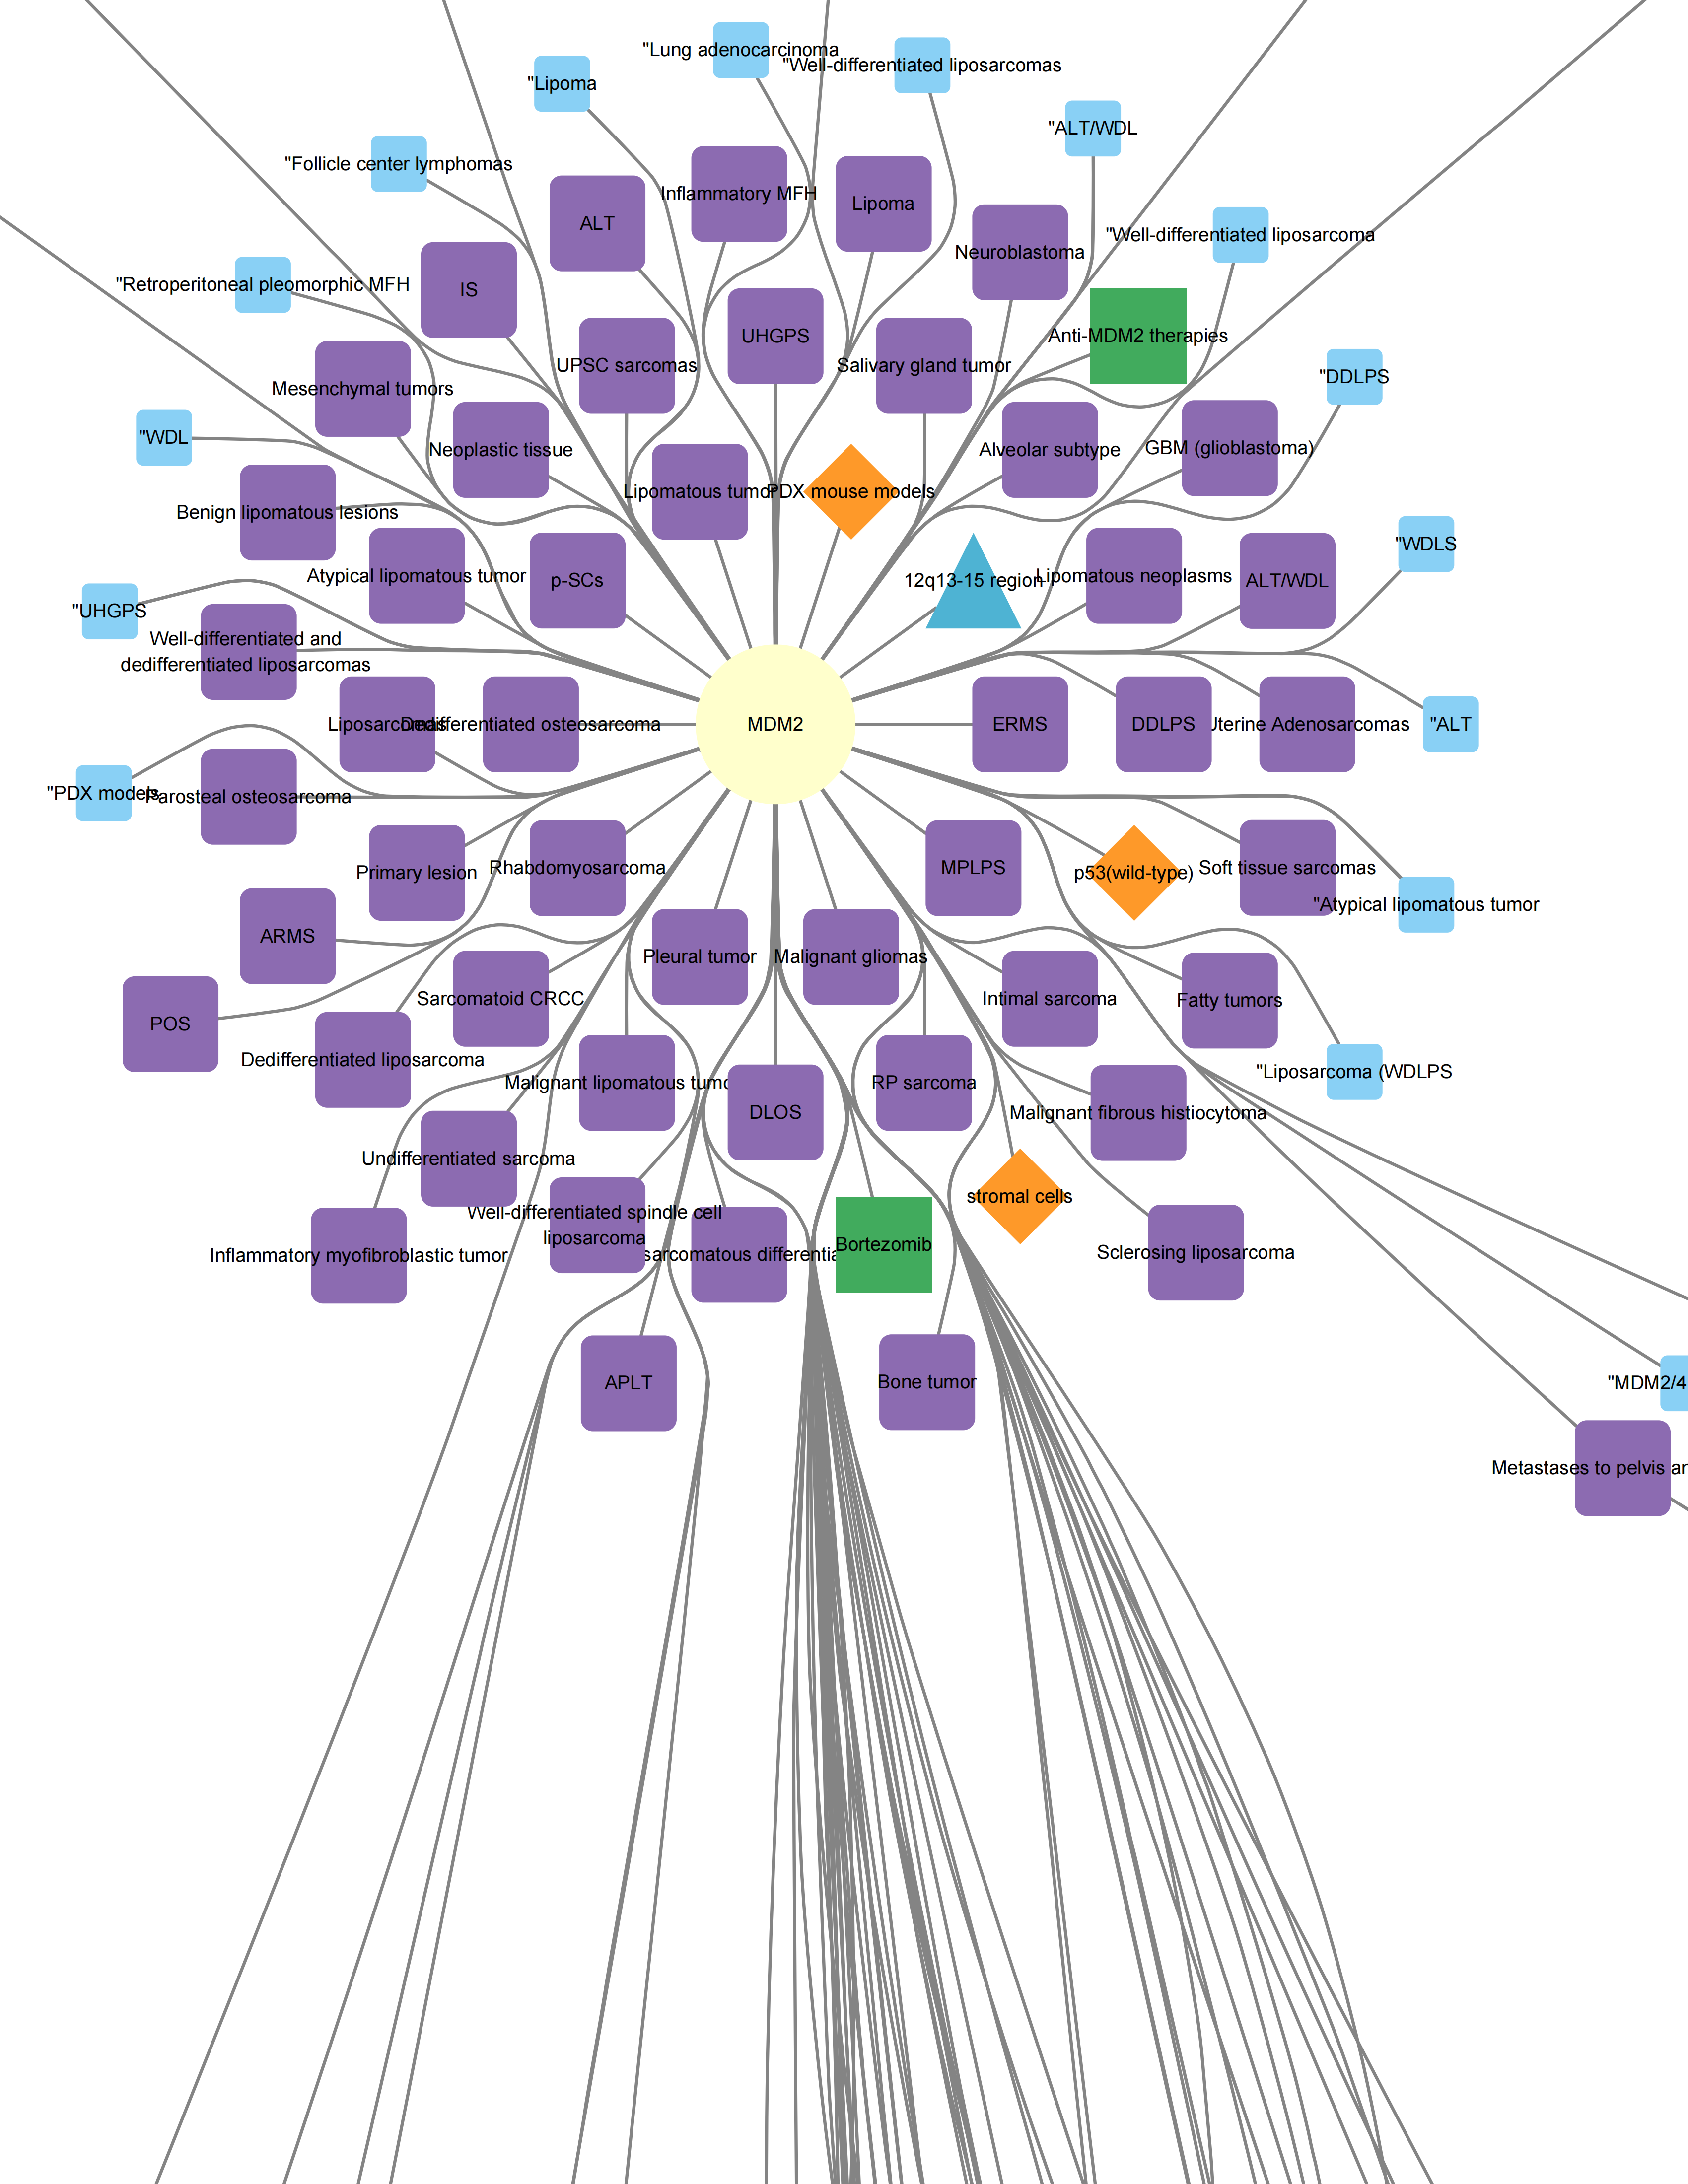 "Lung adenocarcinoma
"Well-differentiated liposarcomas
"Lipoma
"ALT/WDL
"Follicle center lymphomas
Inflammatory MFH
Lipoma
ALT
"Well-differentiated liposarcoma
Neuroblastoma
"Retroperitoneal pleomorphic MFH
IS
UHGPS
Anti-MDM2 therapies
UPSC sarcomas
Salivary gland tumor
"DDLPS
Mesenchymal tumors
"WDL
Neoplastic tissue
Alveolar subtype
GBM (glioblastoma)
Lipomatous tumor
PDX mouse models
Benign lipomatous lesions
"WDLS
Atypical lipomatous tumor
p-SCs
12q13-15 region
Lipomatous neoplasms
ALT/WDL
"UHGPS
Well-differentiated and
dedifferentiated liposarcomas
Liposarcomas
Dedifferentiated osteosarcoma
MDM2
ERMS
DDLPS
Uterine Adenosarcomas
"ALT
"PDX models
Parosteal osteosarcoma
Primary lesion
Rhabdomyosarcoma
MPLPS
p53(wild-type)
Soft tissue sarcomas
"Atypical lipomatous tumor
ARMS
Pleural tumor
Malignant gliomas
Sarcomatoid CRCC
Intimal sarcoma
Fatty tumors
POS
Dedifferentiated liposarcoma
"Liposarcoma (WDLPS
Malignant lipomatous tumo
DLOS
RP sarcoma
Malignant fibrous histiocytoma
Undifferentiated sarcoma
stromal cells
Well-differentiated spindle cell
liposarcoma
Inflammatory myofibroblastic tumor
sarcomatous differentia
Bortezomib
Sclerosing liposarcoma
APLT
Bone tumor
"MDM2/4
Metastases to pelvis ar